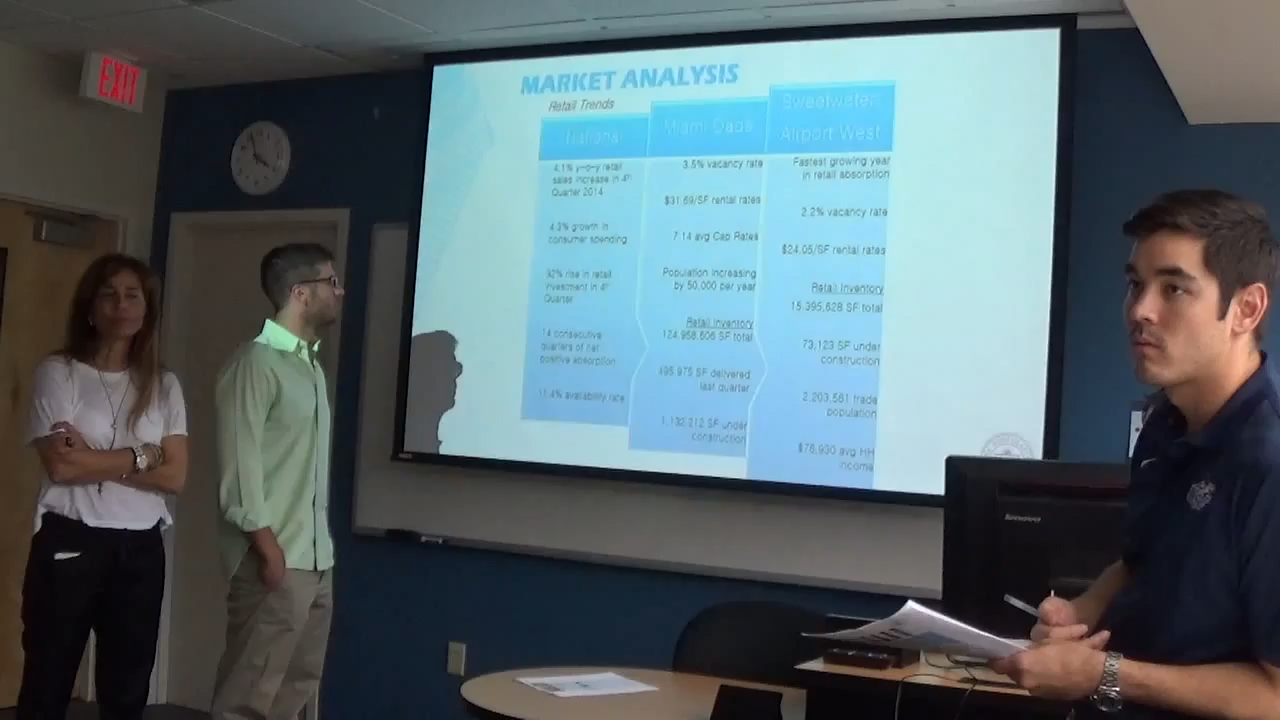 EXIT
MARKET ANALYSIS
Retail Trends
National
4.1% y-o-y retail
sales increase in 4th
Quarter 2014
4.3% growth in
consumer spending
92% rise in retail
investment in 4th
Quarter
14 consecutive
quarters of net
positive absorption
11.4% availability rate
Miami Dade
3.5% vacancy rate
$31.69/SF rental rates
7.14 avg Cap Rates
Population increasing
by 50,000 per year
Retail Inventory
124,958,606 SF total
495,975 SF delivered
last quarter
1,132,212 SF under
construction
Sweetwater
Airport West
Fastest growing year
in retail absorption
2.2% vacancy rate
$24.05/SF rental rates
Retail Inventory
15,395,628 SF total
73,123 SF under
construction
2,203,561 trade
population
$76,930 avg HH
income
lenovo